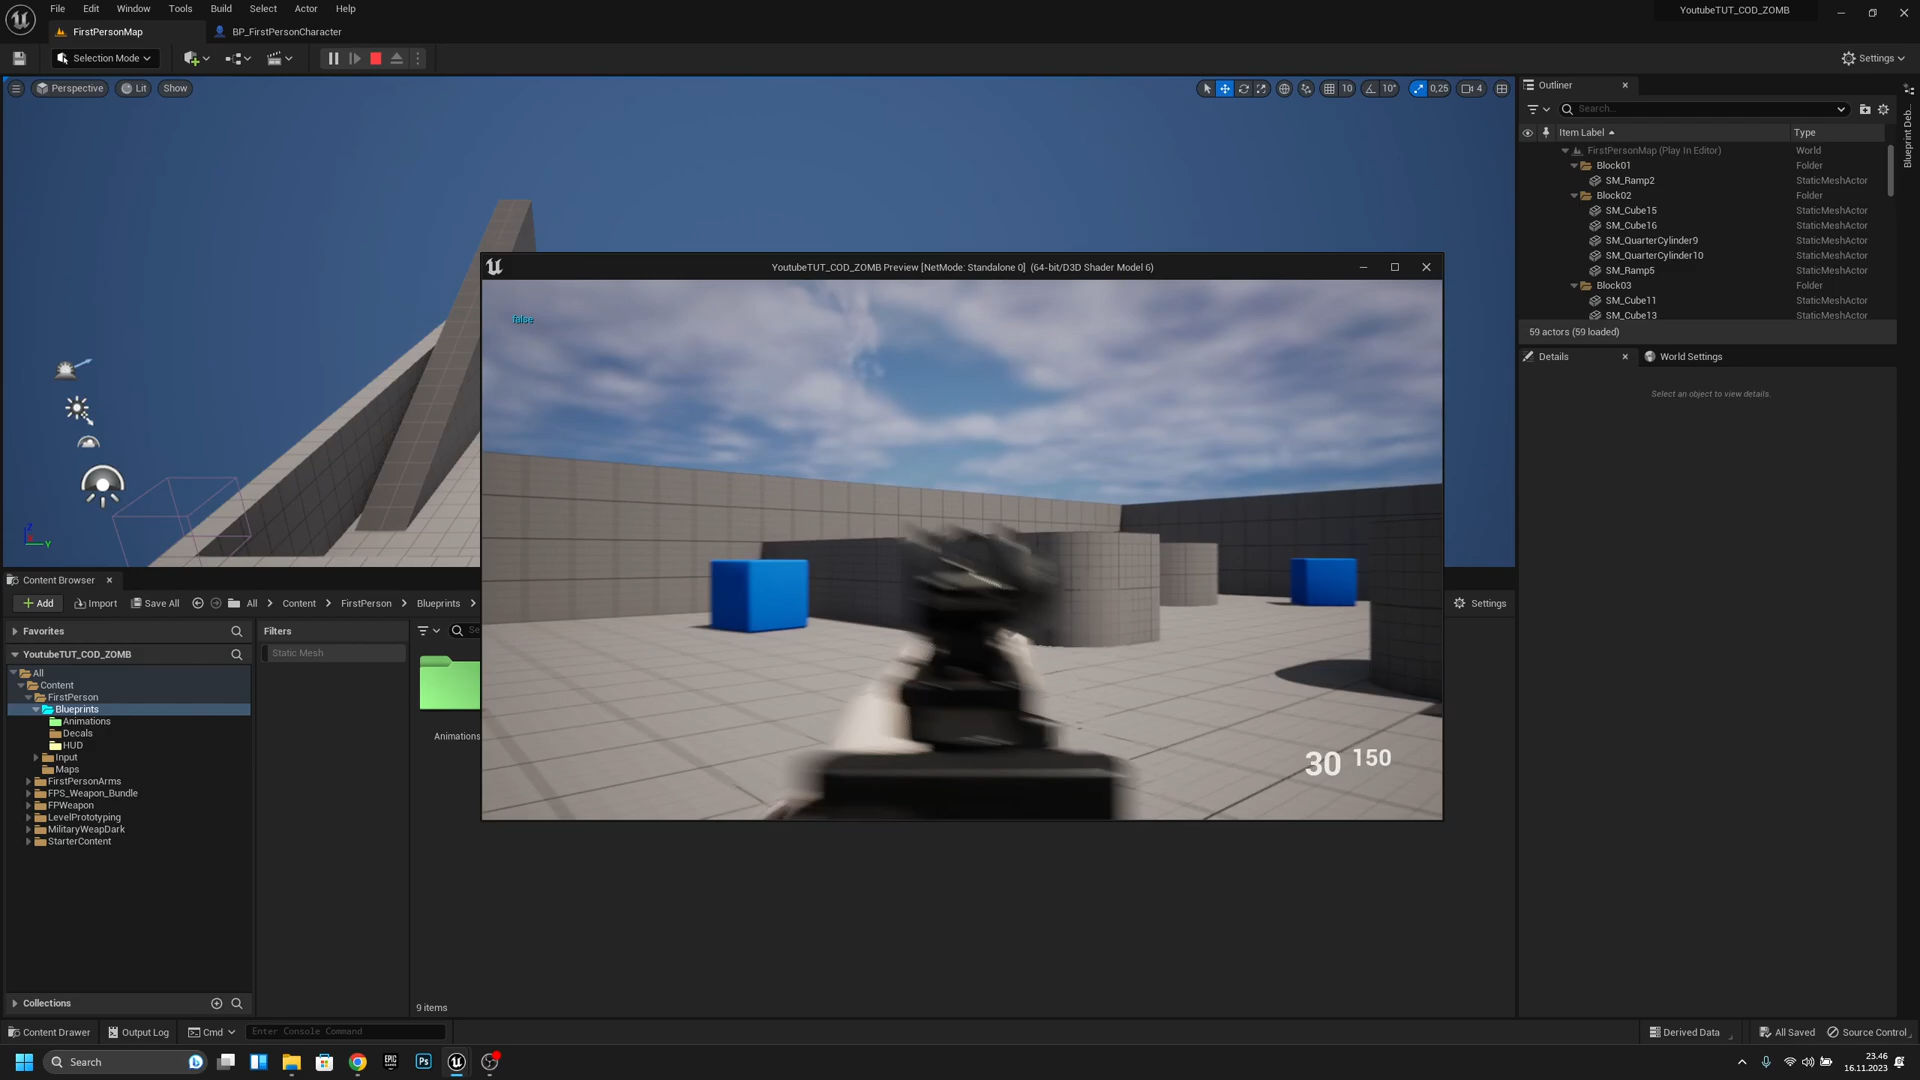 File Edit Window Tools Build Select Actor Help
YoutubeTUT_COD_ZOMB
FirstPersonMap
BP_FirstPersonCharacter
Selection Mode
Settings
Perspective
Lit
Show
10
10°
0,25
4
Outliner
Search...
Item Label
Type
FirstPersonMap (Play In Editor) World
Block01 Folder
SM_Ramp2 StaticMeshActor
Block02 Folder
SM_Cube15 StaticMeshActor
SM_Cube16 StaticMeshActor
SM_QuarterCylinder9 StaticMeshActor
SM_QuarterCylinder10 StaticMeshActor
SM_Ramp5 StaticMeshActor
Block03 Folder
SM_Cube11 StaticMeshActor
SM_Cube13 StaticMeshActor
59 actors (59 loaded)
Blueprint Deb...
Details
World Settings
Select an object to view details.
YoutubeTUT_COD_ZOMB Preview [NetMode: Standalone 0] (64-bit/D3D Shader Model 6)
false
30 150
Z
Y
Content Browser
Add
Import
Save All
All
Content
FirstPerson
Blueprints
Settings
Favorites
Filters
Static Mesh
YoutubeTUT_COD_ZOMB
All
Content
FirstPerson
Blueprints
Animations
Decals
HUD
Input
Maps
FirstPersonArms
FPS_Weapon_Bundle
FPWeapon
LevelPrototyping
MilitaryWeapDark
StarterContent
Animations
Collections
9 items
Content Drawer
Output Log
Cmd
Enter Console Command
Derived Data
All Saved
Source Control
Search
EPIC
Ps
23.46
16.11.2023